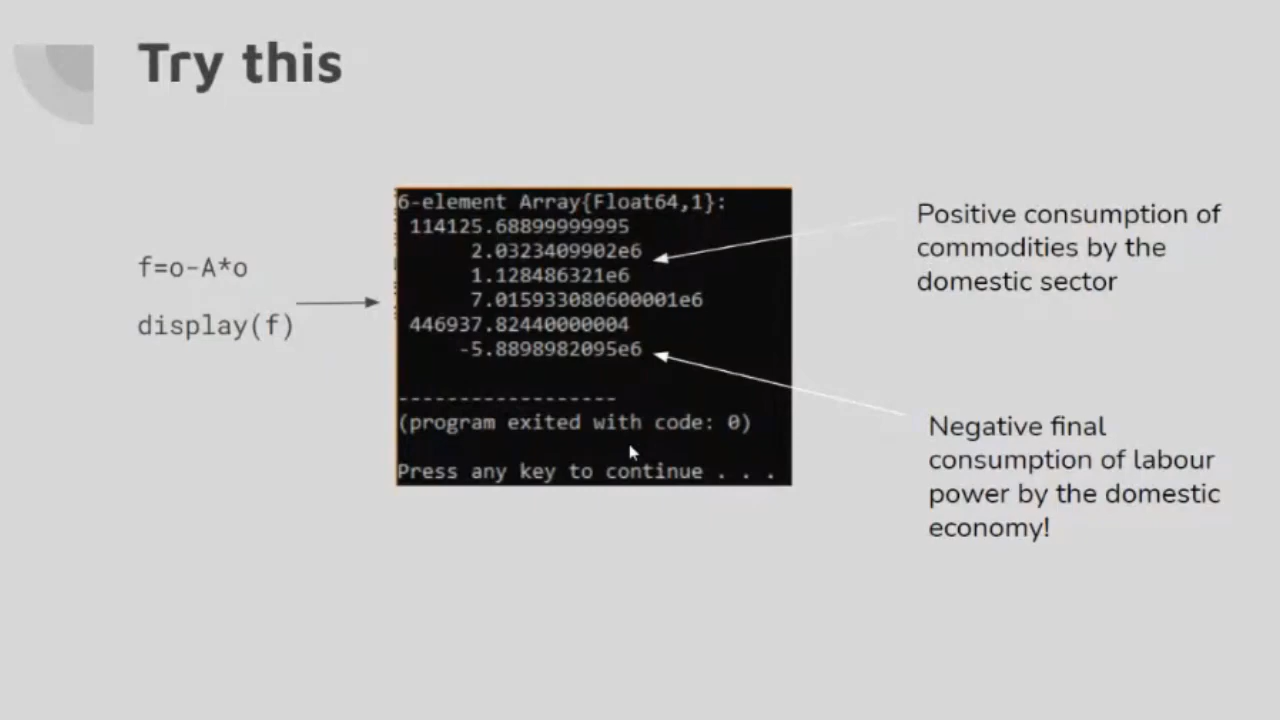 Try this
f=o-A*o
display(f)
6-element Array{Float64,1}:
114125.68899999995
2.0323409902e6
1.128486321e6
7.015933080600001e6
446937.82440000004
-5.8898982095e6
------------------
(program exited with code: 0)
Press any key to continue . . .
Positive consumption of
commodities by the
domestic sector
Negative final
consumption of labour
power by the domestic
economy!